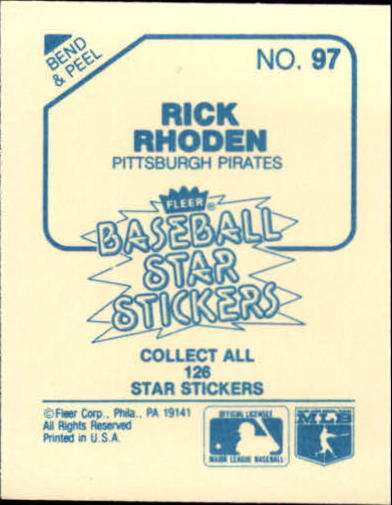 BEND
& PEEL
NO. 97
RICK
RHODEN
PITTSBURGH PIRATES
FLEER®
BASEBALL
STAR
STICKERS
COLLECT ALL
126
STAR STICKERS
© Fleer Corp., Phila., PA 19141
All Rights Reserved
Printed in U.S.A.
OFFICIAL LICENSEE
MAJOR LEAGUE BASEBALL
MLB